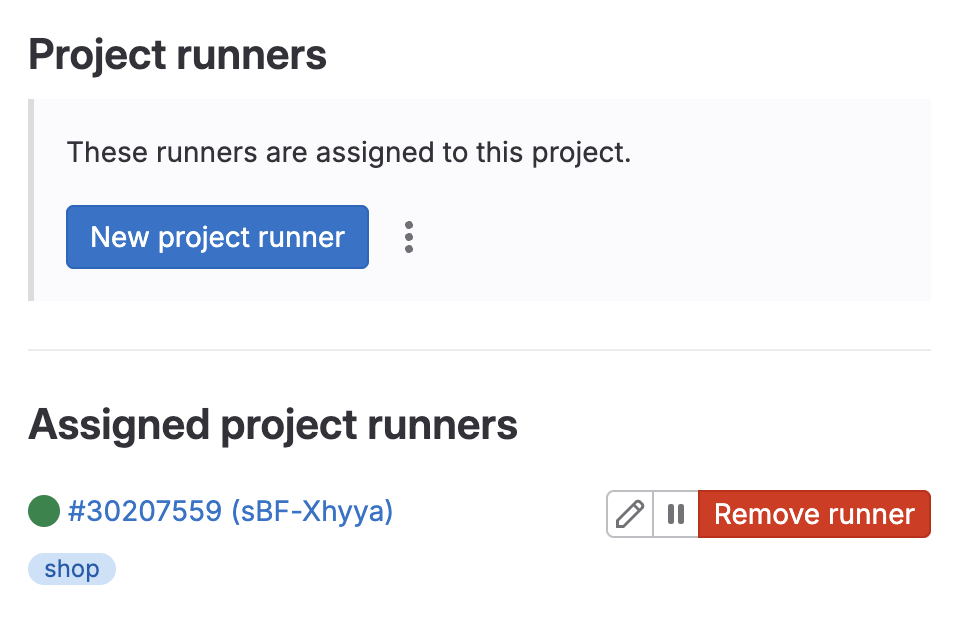 Project runners
These runners are assigned to this project.
New project runner
Assigned project runners
#30207559 (sBF-Xhyya)
Remove runner
shop